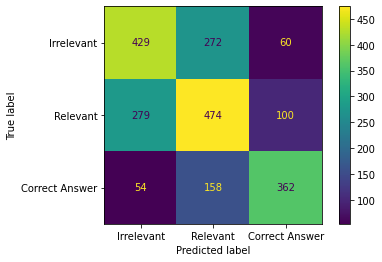 Irrelevant 429 272 60 400
350
Relevant 279 474 100 300
250
200
Correct Answer 54 158 362 150
100
Irrelevant Relevant Correct Answer
Predicted label
True label
450